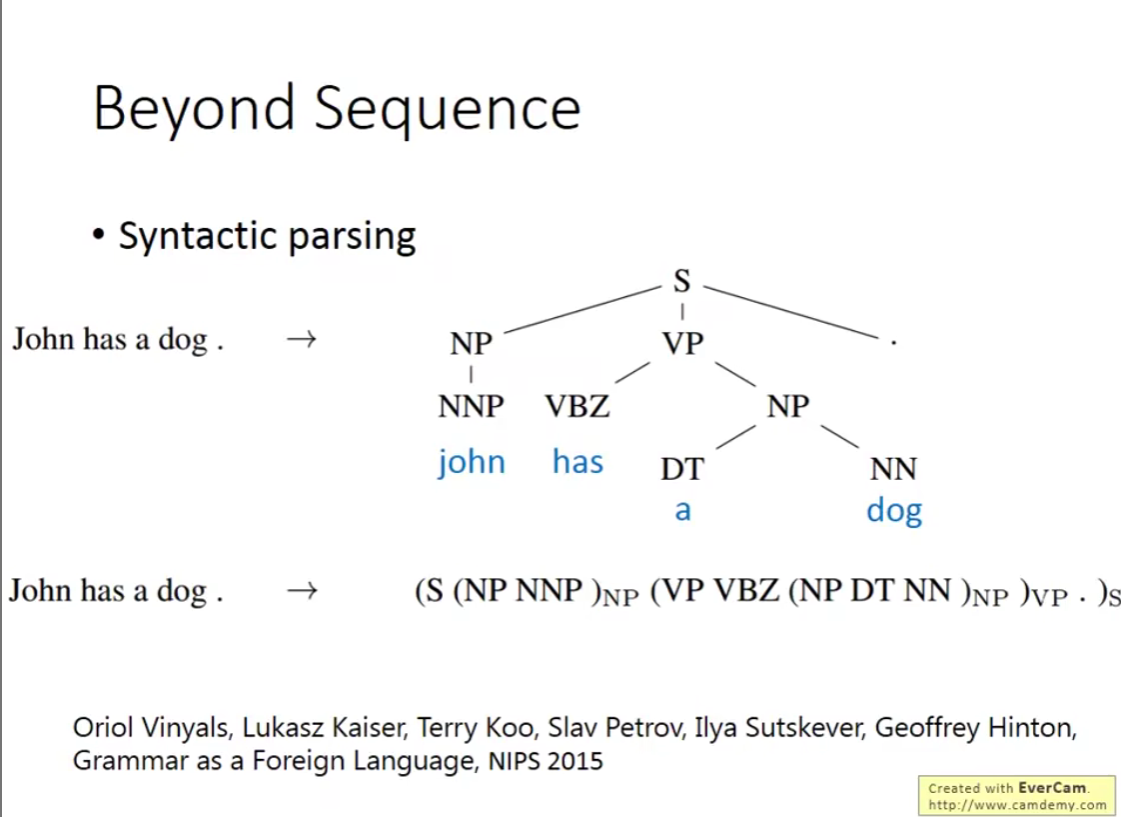 Beyond Sequence
• Syntactic parsing
S
John has a dog . → NP VP .
NNP VBZ NP
john has DT NN
a dog
John has a dog . → (S (NP NNP )NP (VP VBZ (NP DT NN )NP )VP . )S
Oriol Vinyals, Lukasz Kaiser, Terry Koo, Slav Petrov, Ilya Sutskever, Geoffrey Hinton,
Grammar as a Foreign Language, NIPS 2015
Created with EverCam.
http://www.camdemy.com